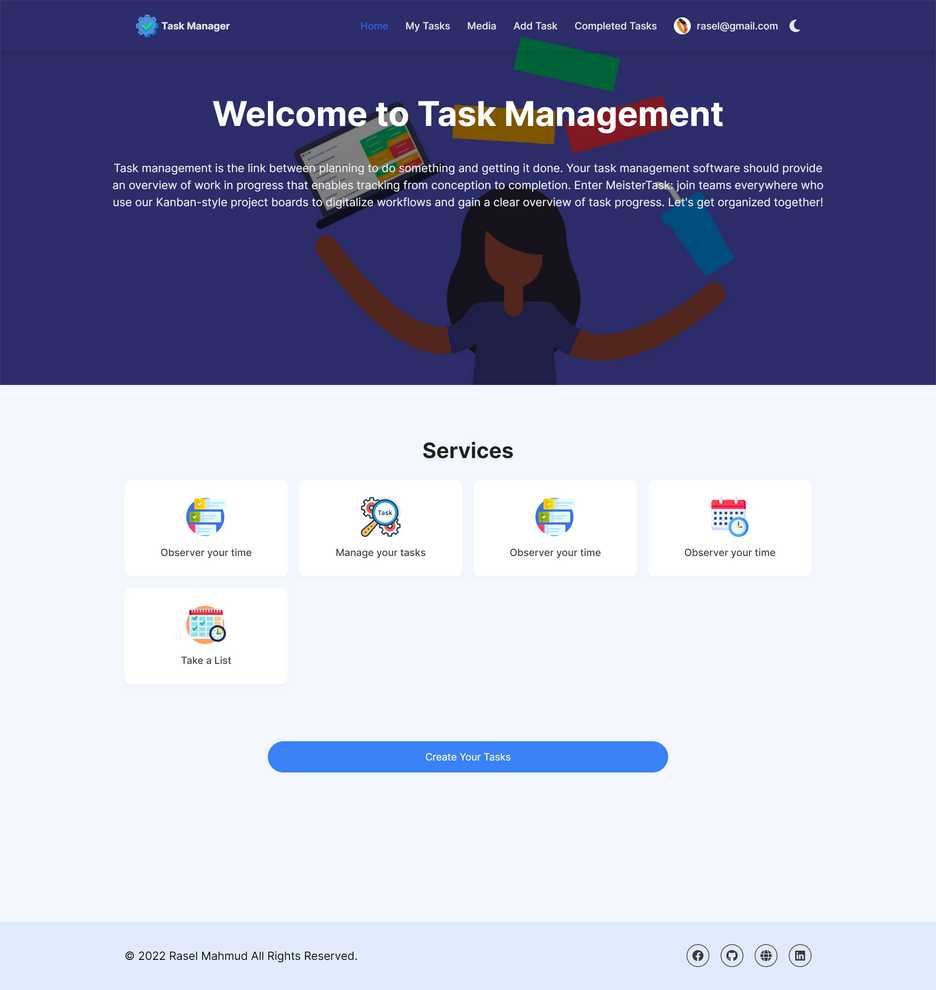 Task Manager
Home
My Tasks
Media
Add Task
Completed Tasks
rasel@gmail.com
Welcome to Task Management
Task management is the link between planning to do something and getting it done. Your task management software should provide
an overview of work in progress that enables tracking from conception to completion. Enter MeisterTask: join teams everywhere who
use our Kanban-style project boards to digitalize workflows and gain a clear overview of task progress. Let's get organized together!
Services
Observer your time
Task
Manage your tasks
Observer your time
Observer your time
Take a List
Create Your Tasks
© 2022 Rasel Mahmud All Rights Reserved.